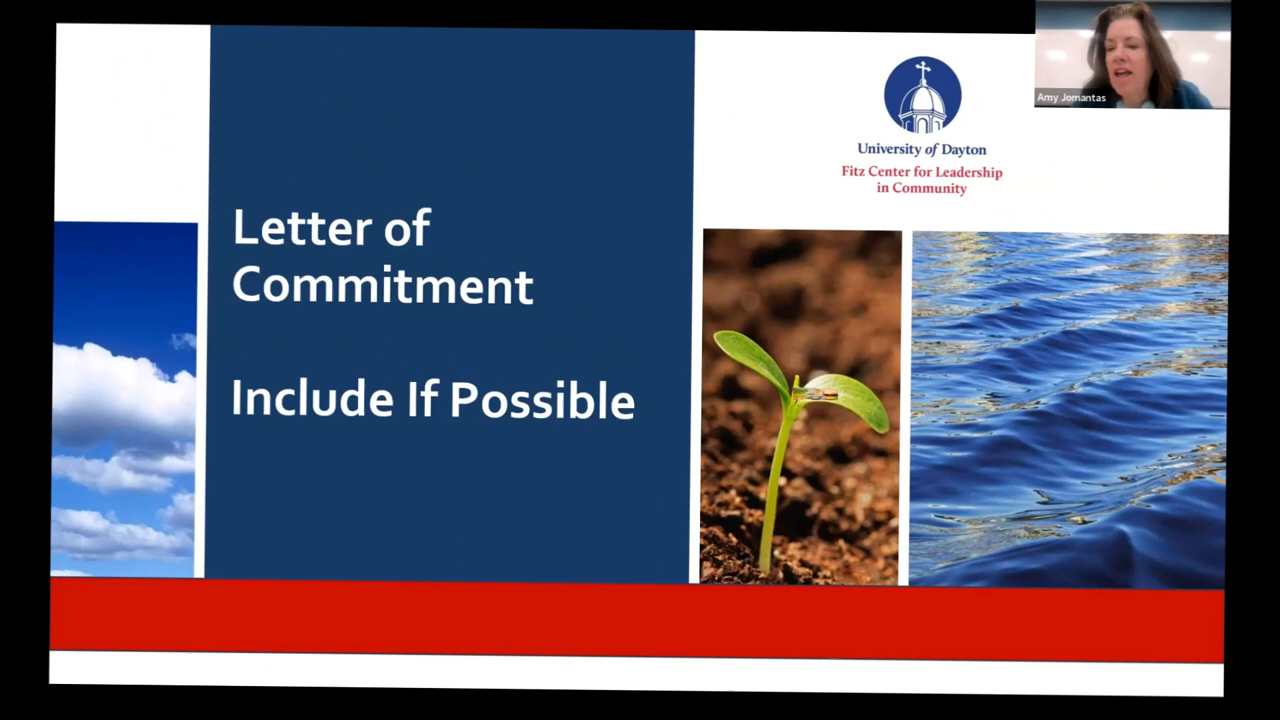 Letter of
Commitment
Include If Possible
University of Dayton
Fitz Center for Leadership
in Community
Amy Jomantas